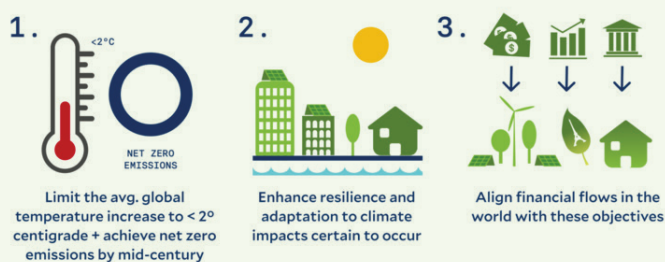 1.
<2°C
NET ZERO
EMISSIONS
Limit the avg. global
temperature increase to < 2°
centigrade + achieve net zero
emissions by mid-century
2.
Enhance resilience and
adaptation to climate
impacts certain to occur
3.
$
$
Align financial flows in the
world with these objectives